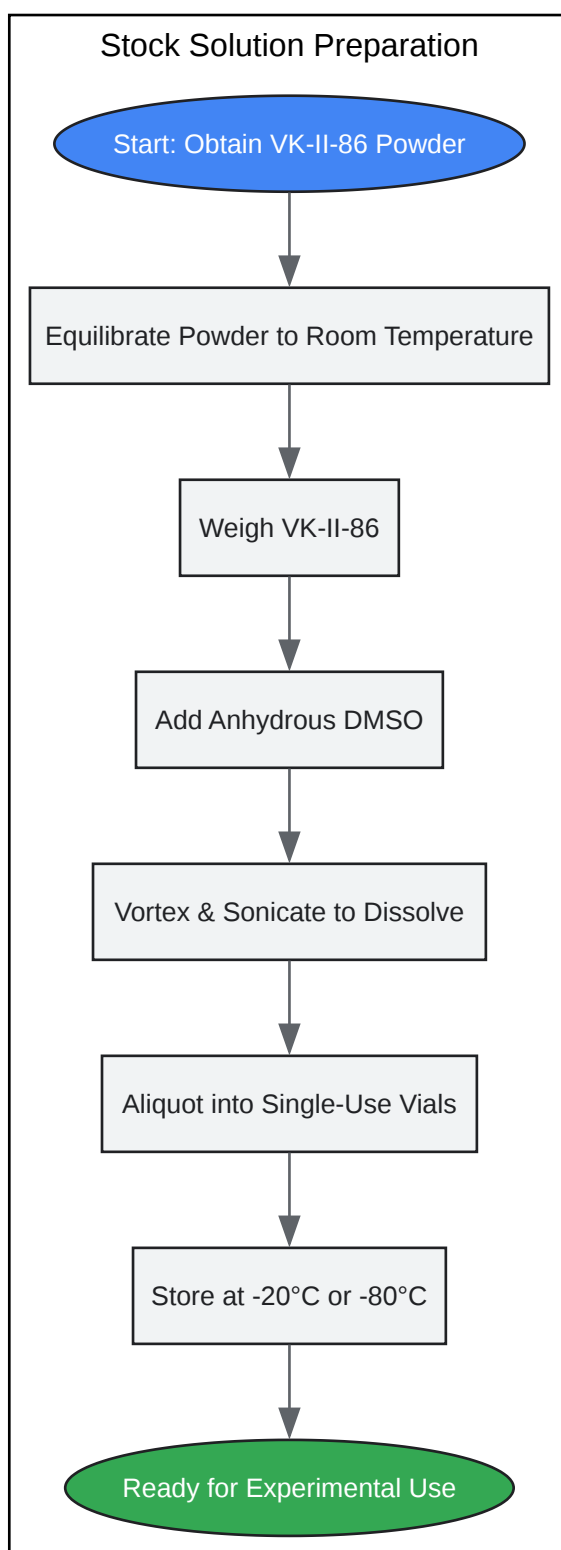 Stock Solution Preparation
Start: Obtain VK-II-86 Powder
Equilibrate Powder to Room Temperature
Weigh VK-II-86
Add Anhydrous DMSO
Vortex & Sonicate to Dissolve
Aliquot into Single-Use Vials
Store at -20°C or -80°C
Ready for Experimental Use